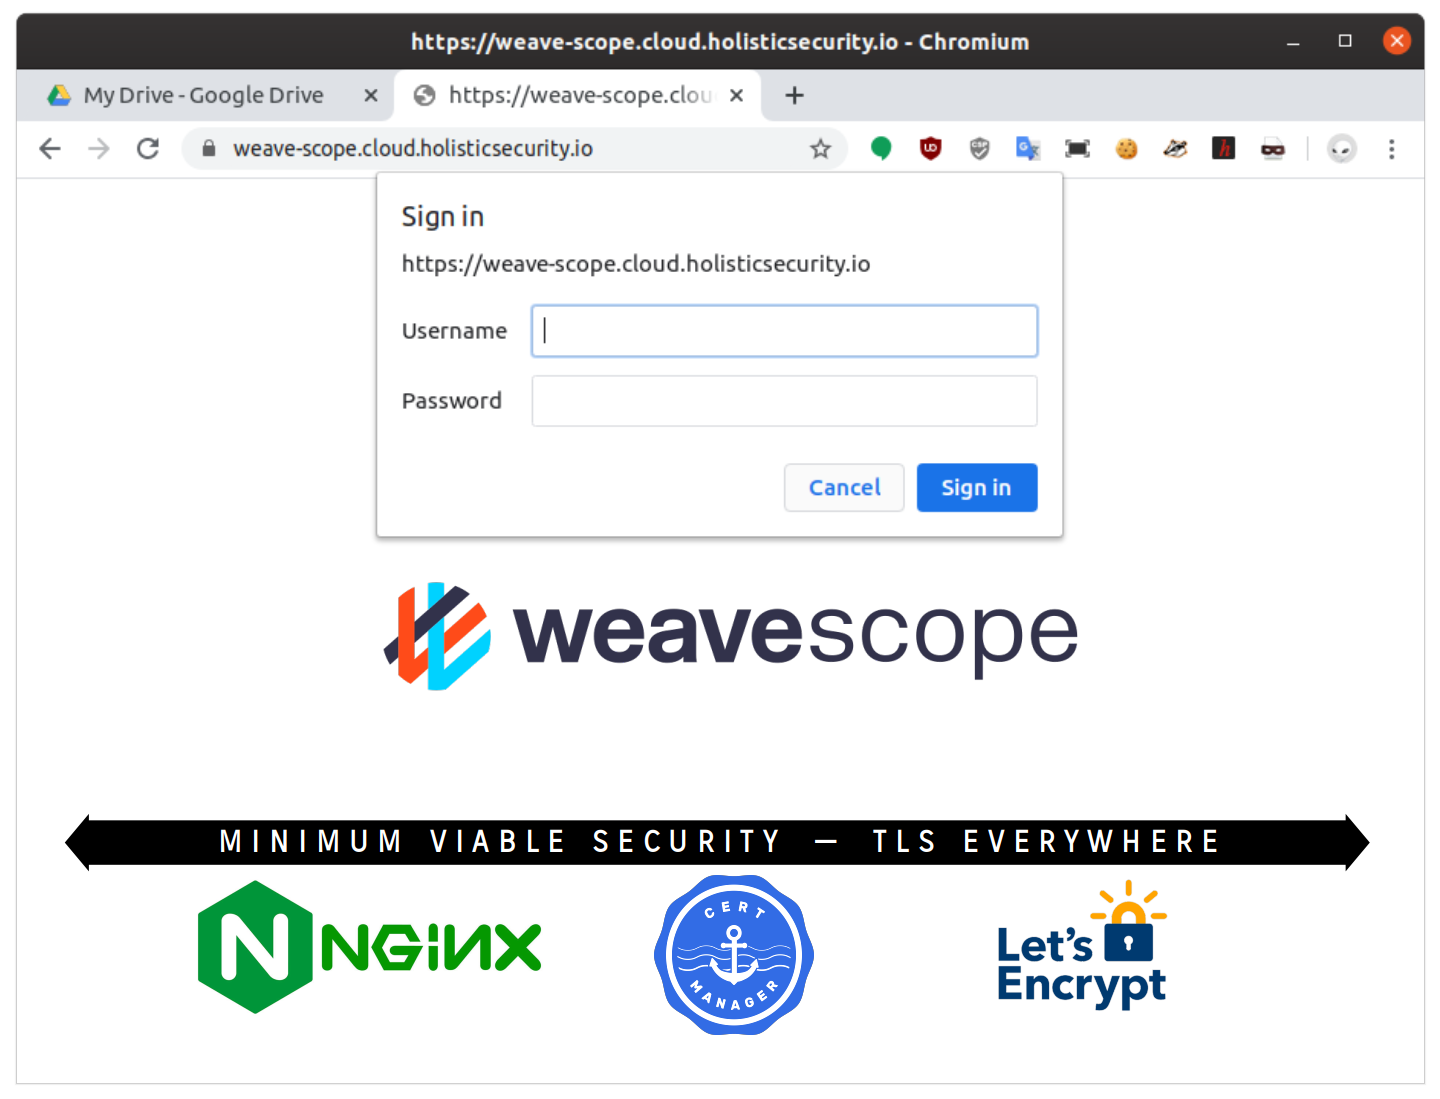 https://weave-scope.cloud.holisticsecurity.io - Chromium
My Drive - Google Drive
https://weave-scope.clou
weave-scope.cloud.holisticsecurity.io
Sign in
https://weave-scope.cloud.holisticsecurity.io
Username
Password
Cancel
Sign in
weavescope
MINIMUM VIABLE SECURITY — TLS EVERYWHERE
N NGiNX
CERT
MANAGER
Let's
Encrypt